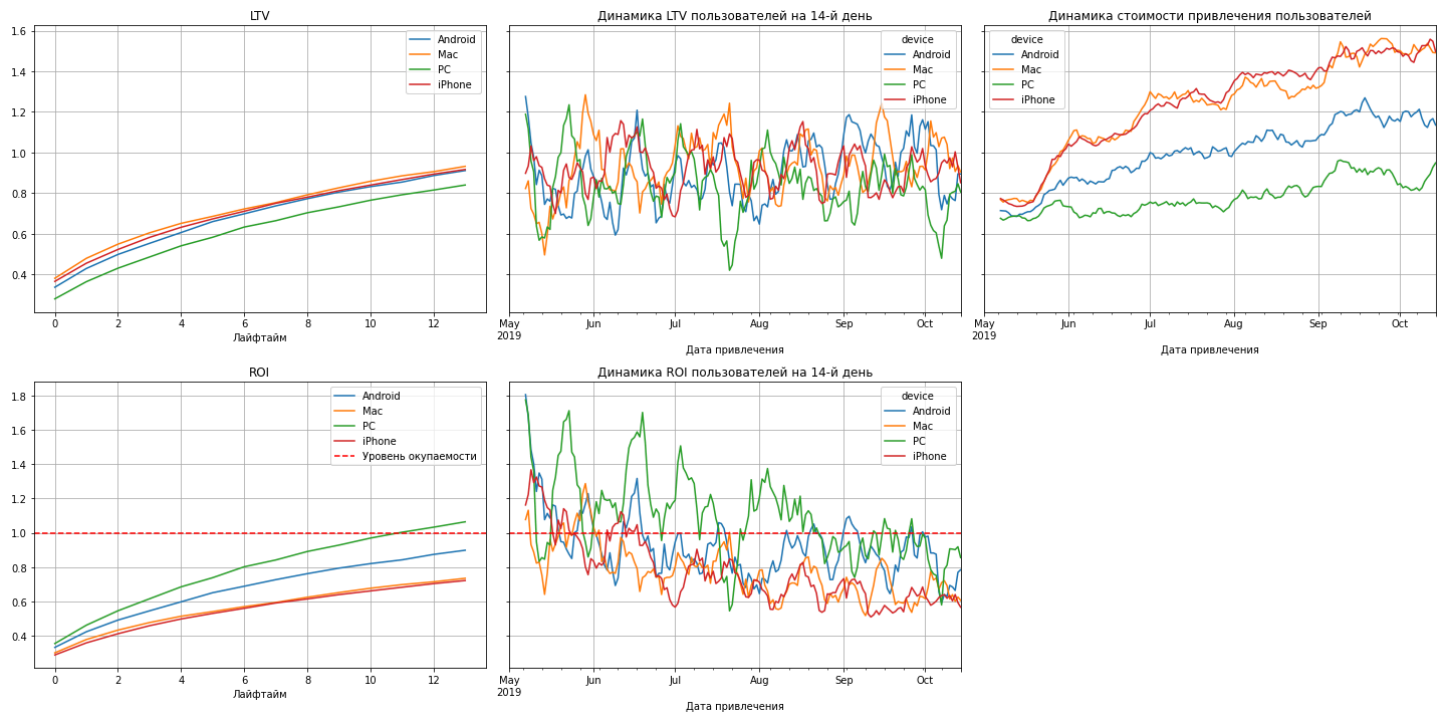 LTV
1.6
1.4
1.2
1.0
0.8
0.6
0.4
0
2
4
6
8
10
12
Лайфтайм
Android
Mac
PC
iPhone
Динамика LTV пользователей на 14-й день
device
Android
Mac
PC
iPhone
May
2019
Jun
Jul
Aug
Sep
Oct
Дата привлечения
Динамика стоимости привлечения пользователей
device
Android
Mac
PC
iPhone
May
2019
Jun
Jul
Aug
Sep
Oct
Дата привлечения
ROI
1.8
1.6
1.4
1.2
1.0
0.8
0.6
0.4
0
2
4
6
8
10
12
Лайфтайм
Android
Mac
PC
iPhone
Уровень окупаемости
Динамика ROI пользователей на 14-й день
device
Android
Mac
PC
iPhone
May
2019
Jun
Jul
Aug
Sep
Oct
Дата привлечения